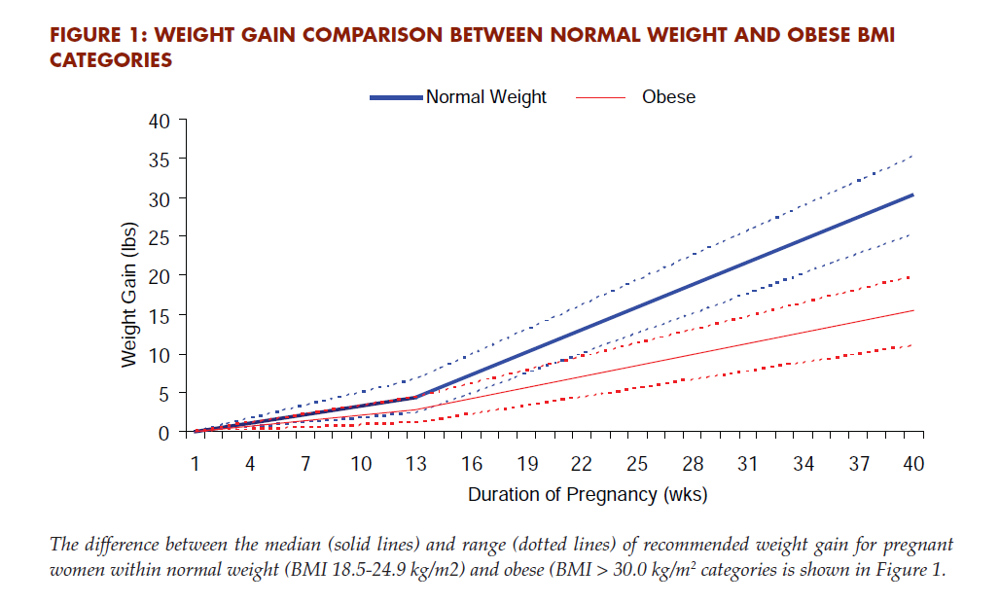 FIGURE 1: WEIGHT GAIN COMPARISON BETWEEN NORMAL WEIGHT AND OBESE BMI
CATEGORIES
Normal Weight
Obese
40
35
30
25
20
15
10
5
0
Weight Gain (lbs)
1 4 7 10 13 16 19 22 25 28 31 34 37 40
Duration of Pregnancy (wks)
The difference between the median (solid lines) and range (dotted lines) of recommended weight gain for pregnant
women within normal weight (BMI 18.5-24.9 kg/m2) and obese (BMI > 30.0 kg/m² categories is shown in Figure 1.